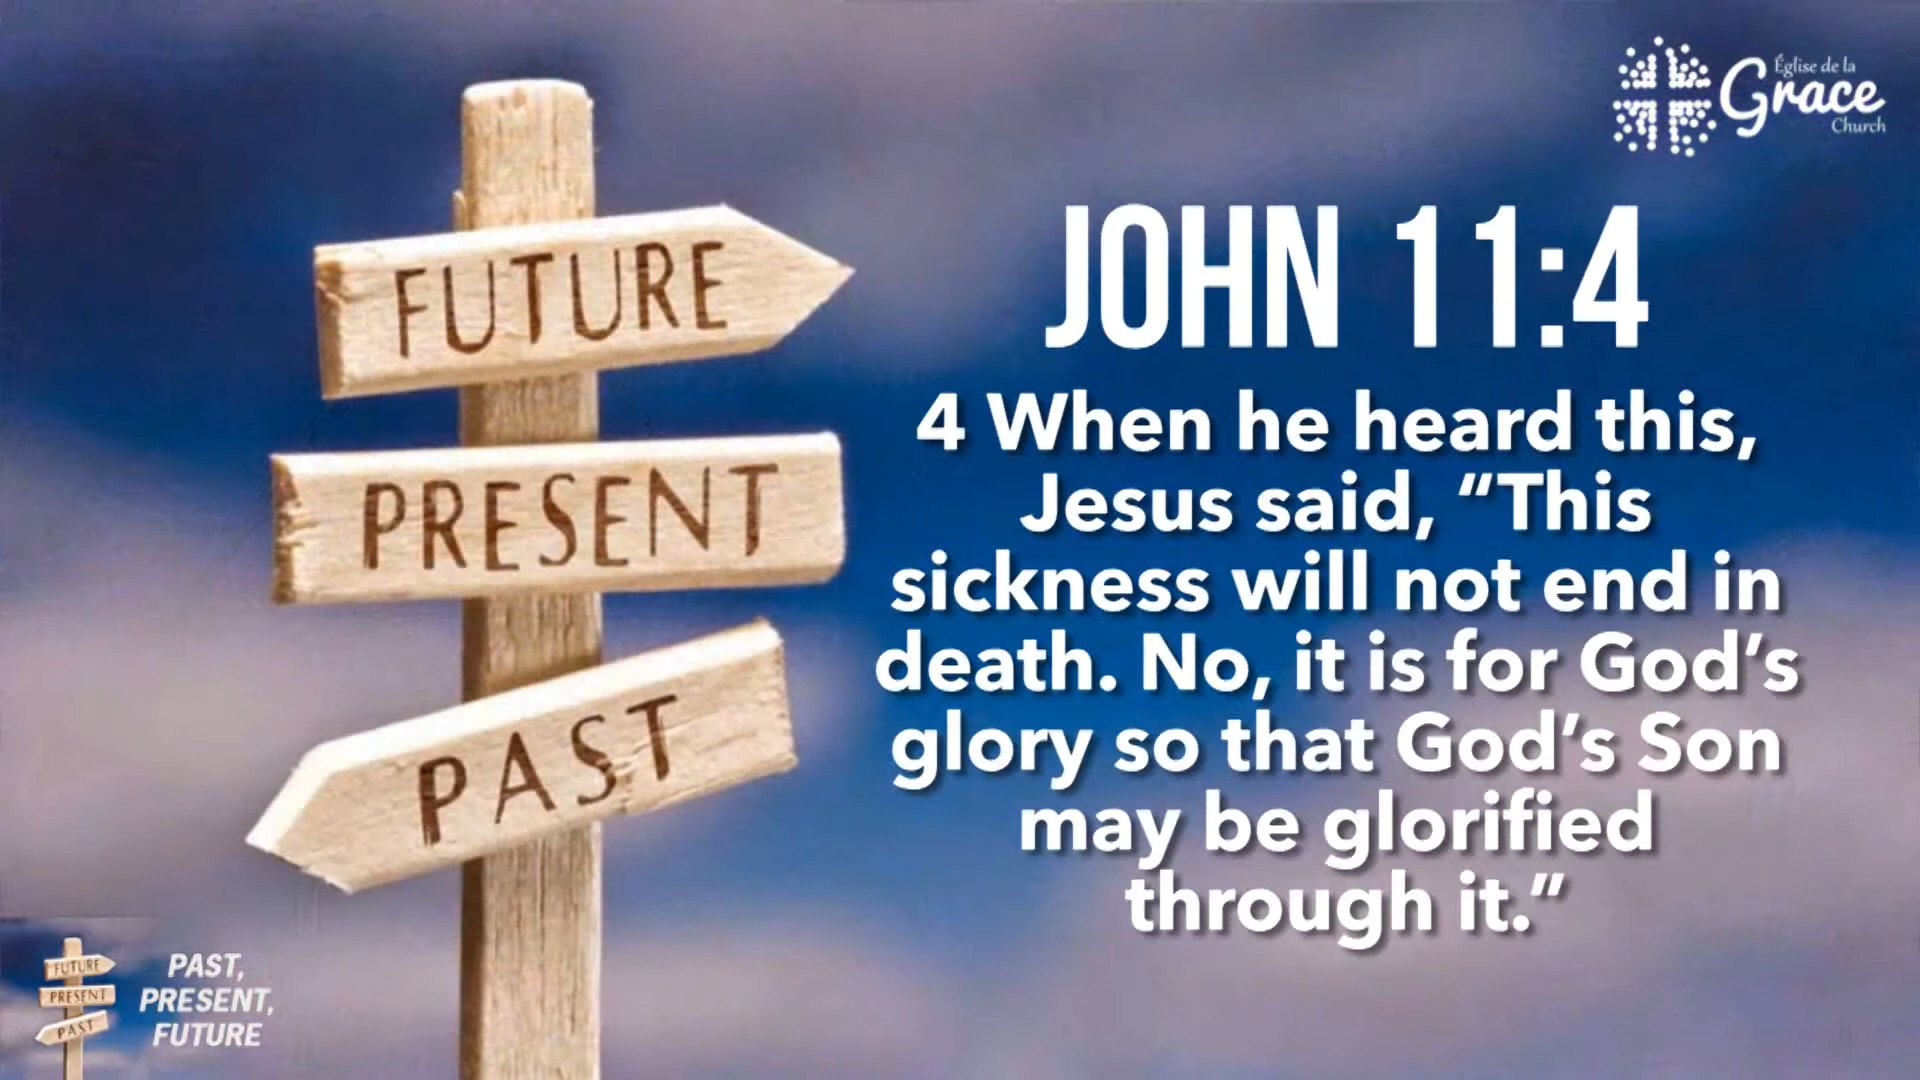 Église de la
Grace
Church
FUTURE
PRESENT
PAST
JOHN 11:4
4 When he heard this,
Jesus said, “This
sickness will not end in
death. No, it is for God’s
glory so that God’s Son
may be glorified
through it.”
FUTURE
PRESENT
PAST
PAST,
PRESENT,
FUTURE